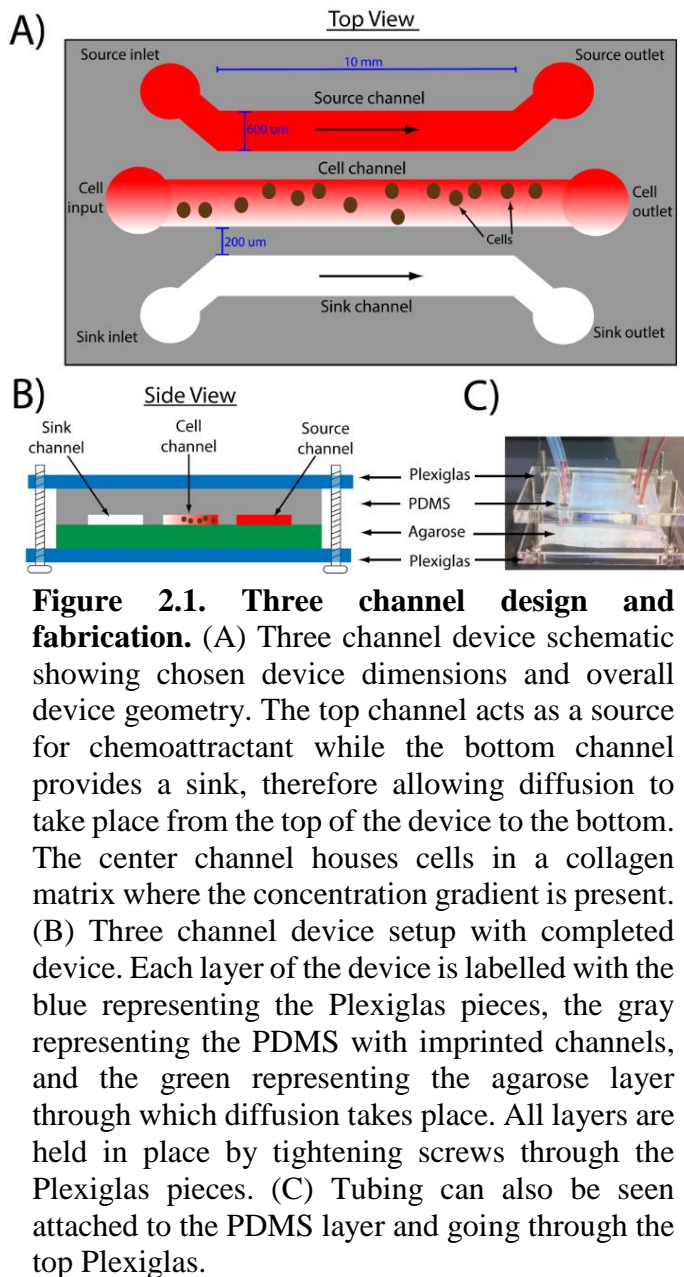 A)
Top View
Source inlet
Source outlet
10 mm
Source channel
600 um
Cell channel
Cell input
Cell outlet
Cells
200 um
Sink channel
Sink inlet
Sink outlet
B)
Side View
C)
Sink channel
Cell channel
Source channel
Plexiglas
PDMS
Agarose
Plexiglas
Figure 2.1. Three channel design and
fabrication. (A) Three channel device schematic
showing chosen device dimensions and overall
device geometry. The top channel acts as a source
for chemoattractant while the bottom channel
provides a sink, therefore allowing diffusion to
take place from the top of the device to the bottom.
The center channel houses cells in a collagen
matrix where the concentration gradient is present.
(B) Three channel device setup with completed
device. Each layer of the device is labelled with the
blue representing the Plexiglas pieces, the gray
representing the PDMS with imprinted channels,
and the green representing the agarose layer
through which diffusion takes place. All layers are
held in place by tightening screws through the
Plexiglas pieces. (C) Tubing can also be seen
attached to the PDMS layer and going through the
top Plexiglas.